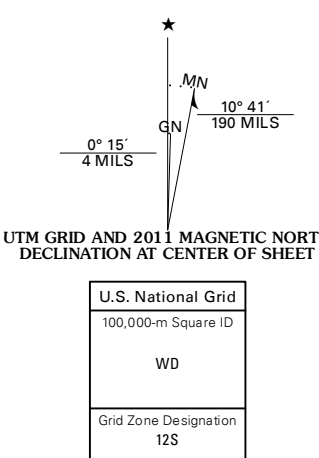 ★
MN
GN
10° 41´
190 MILS
0° 15´
4 MILS
UTM GRID AND 2011 MAGNETIC NORT
DECLINATION AT CENTER OF SHEET
U.S. National Grid
100,000-m Square ID
WD
Grid Zone Designation
12S